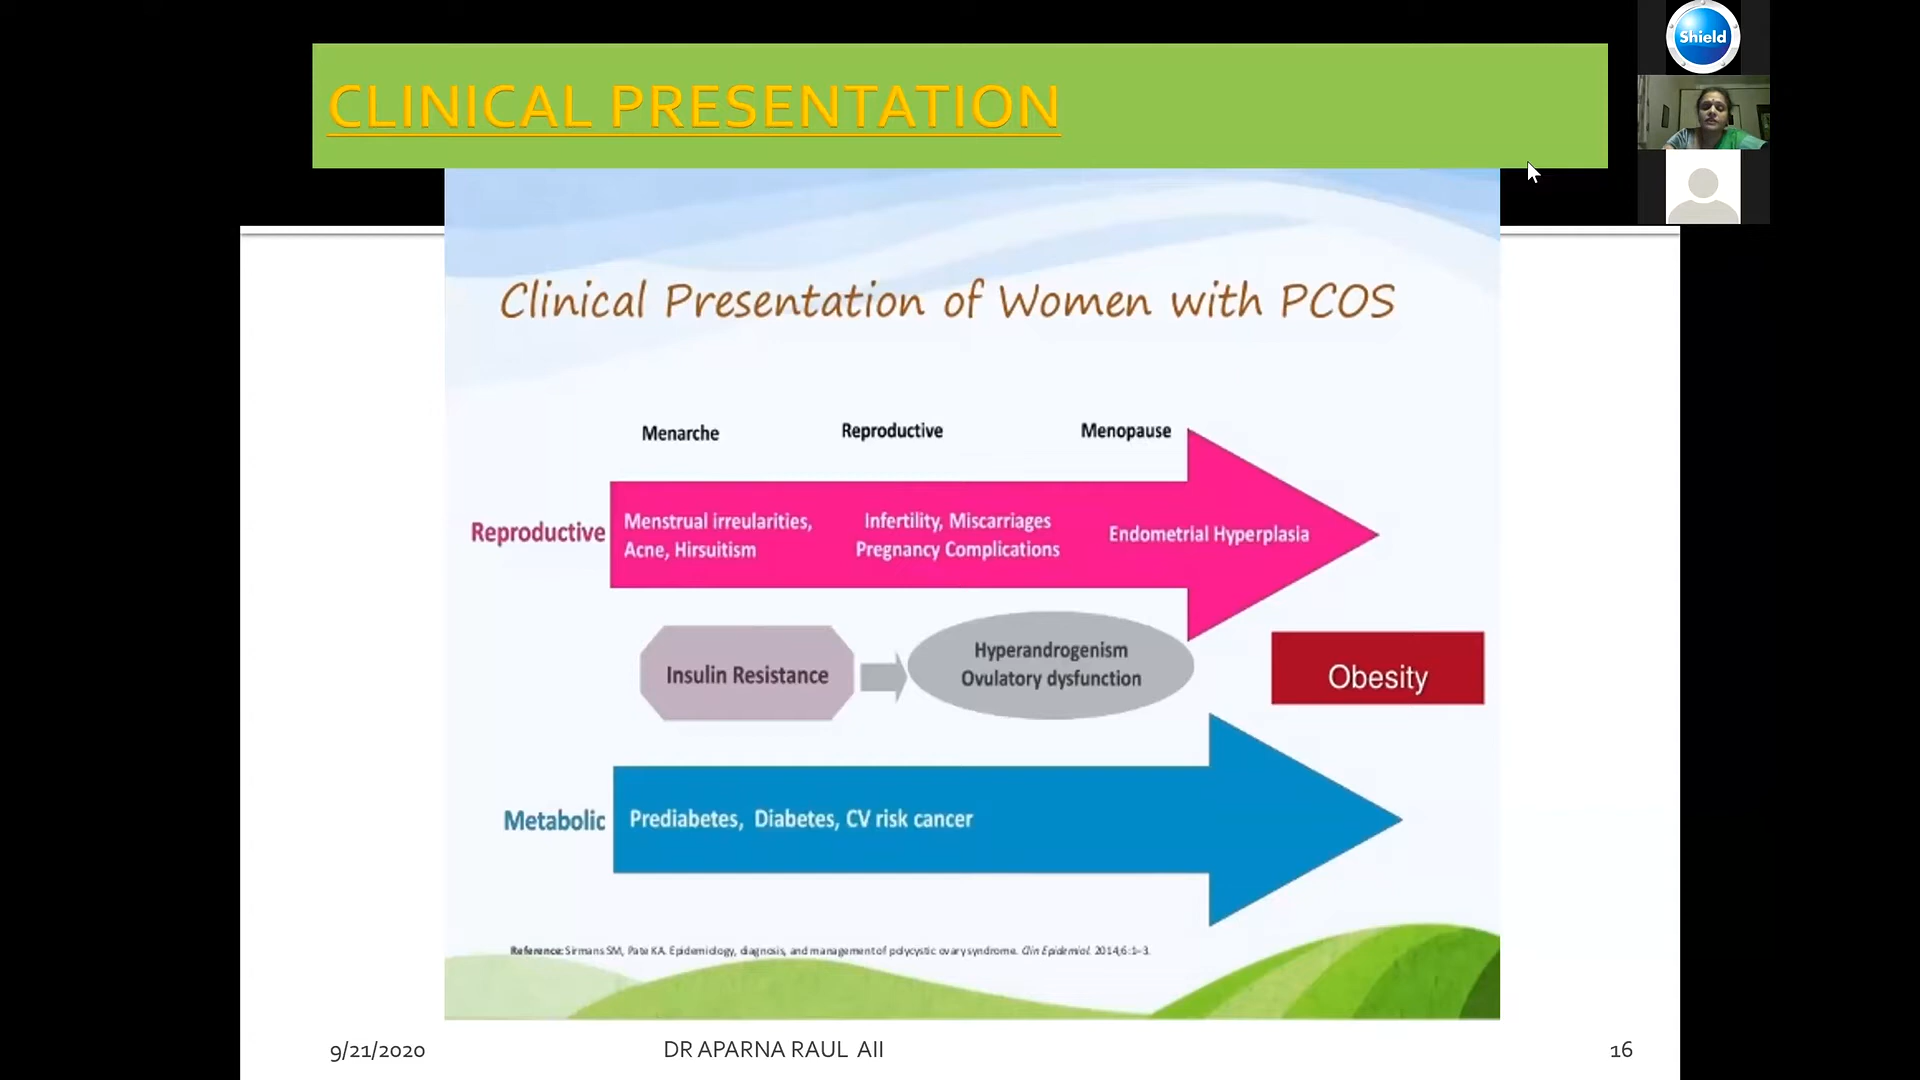 Shield
CLINICAL PRESENTATION
Clinical Presentation of Women with PCOS
Menarche
Reproductive
Menopause
Reproductive
Menstrual irreularities,
Acne, Hirsuitism
Infertility, Miscarriages
Pregnancy Complications
Endometrial Hyperplasia
Insulin Resistance
Hyperandrogenism
Ovulatory dysfunction
Obesity
Metabolic
Prediabetes, Diabetes, CV risk cancer
Reference: Sirmans SM, Pate KA. Epidemiology, diagnosis, and management of polycystic ovary syndrome. Clin Epidemiol. 2014;6:1–3.
9/21/2020
DR APARNA RAUL AII
16